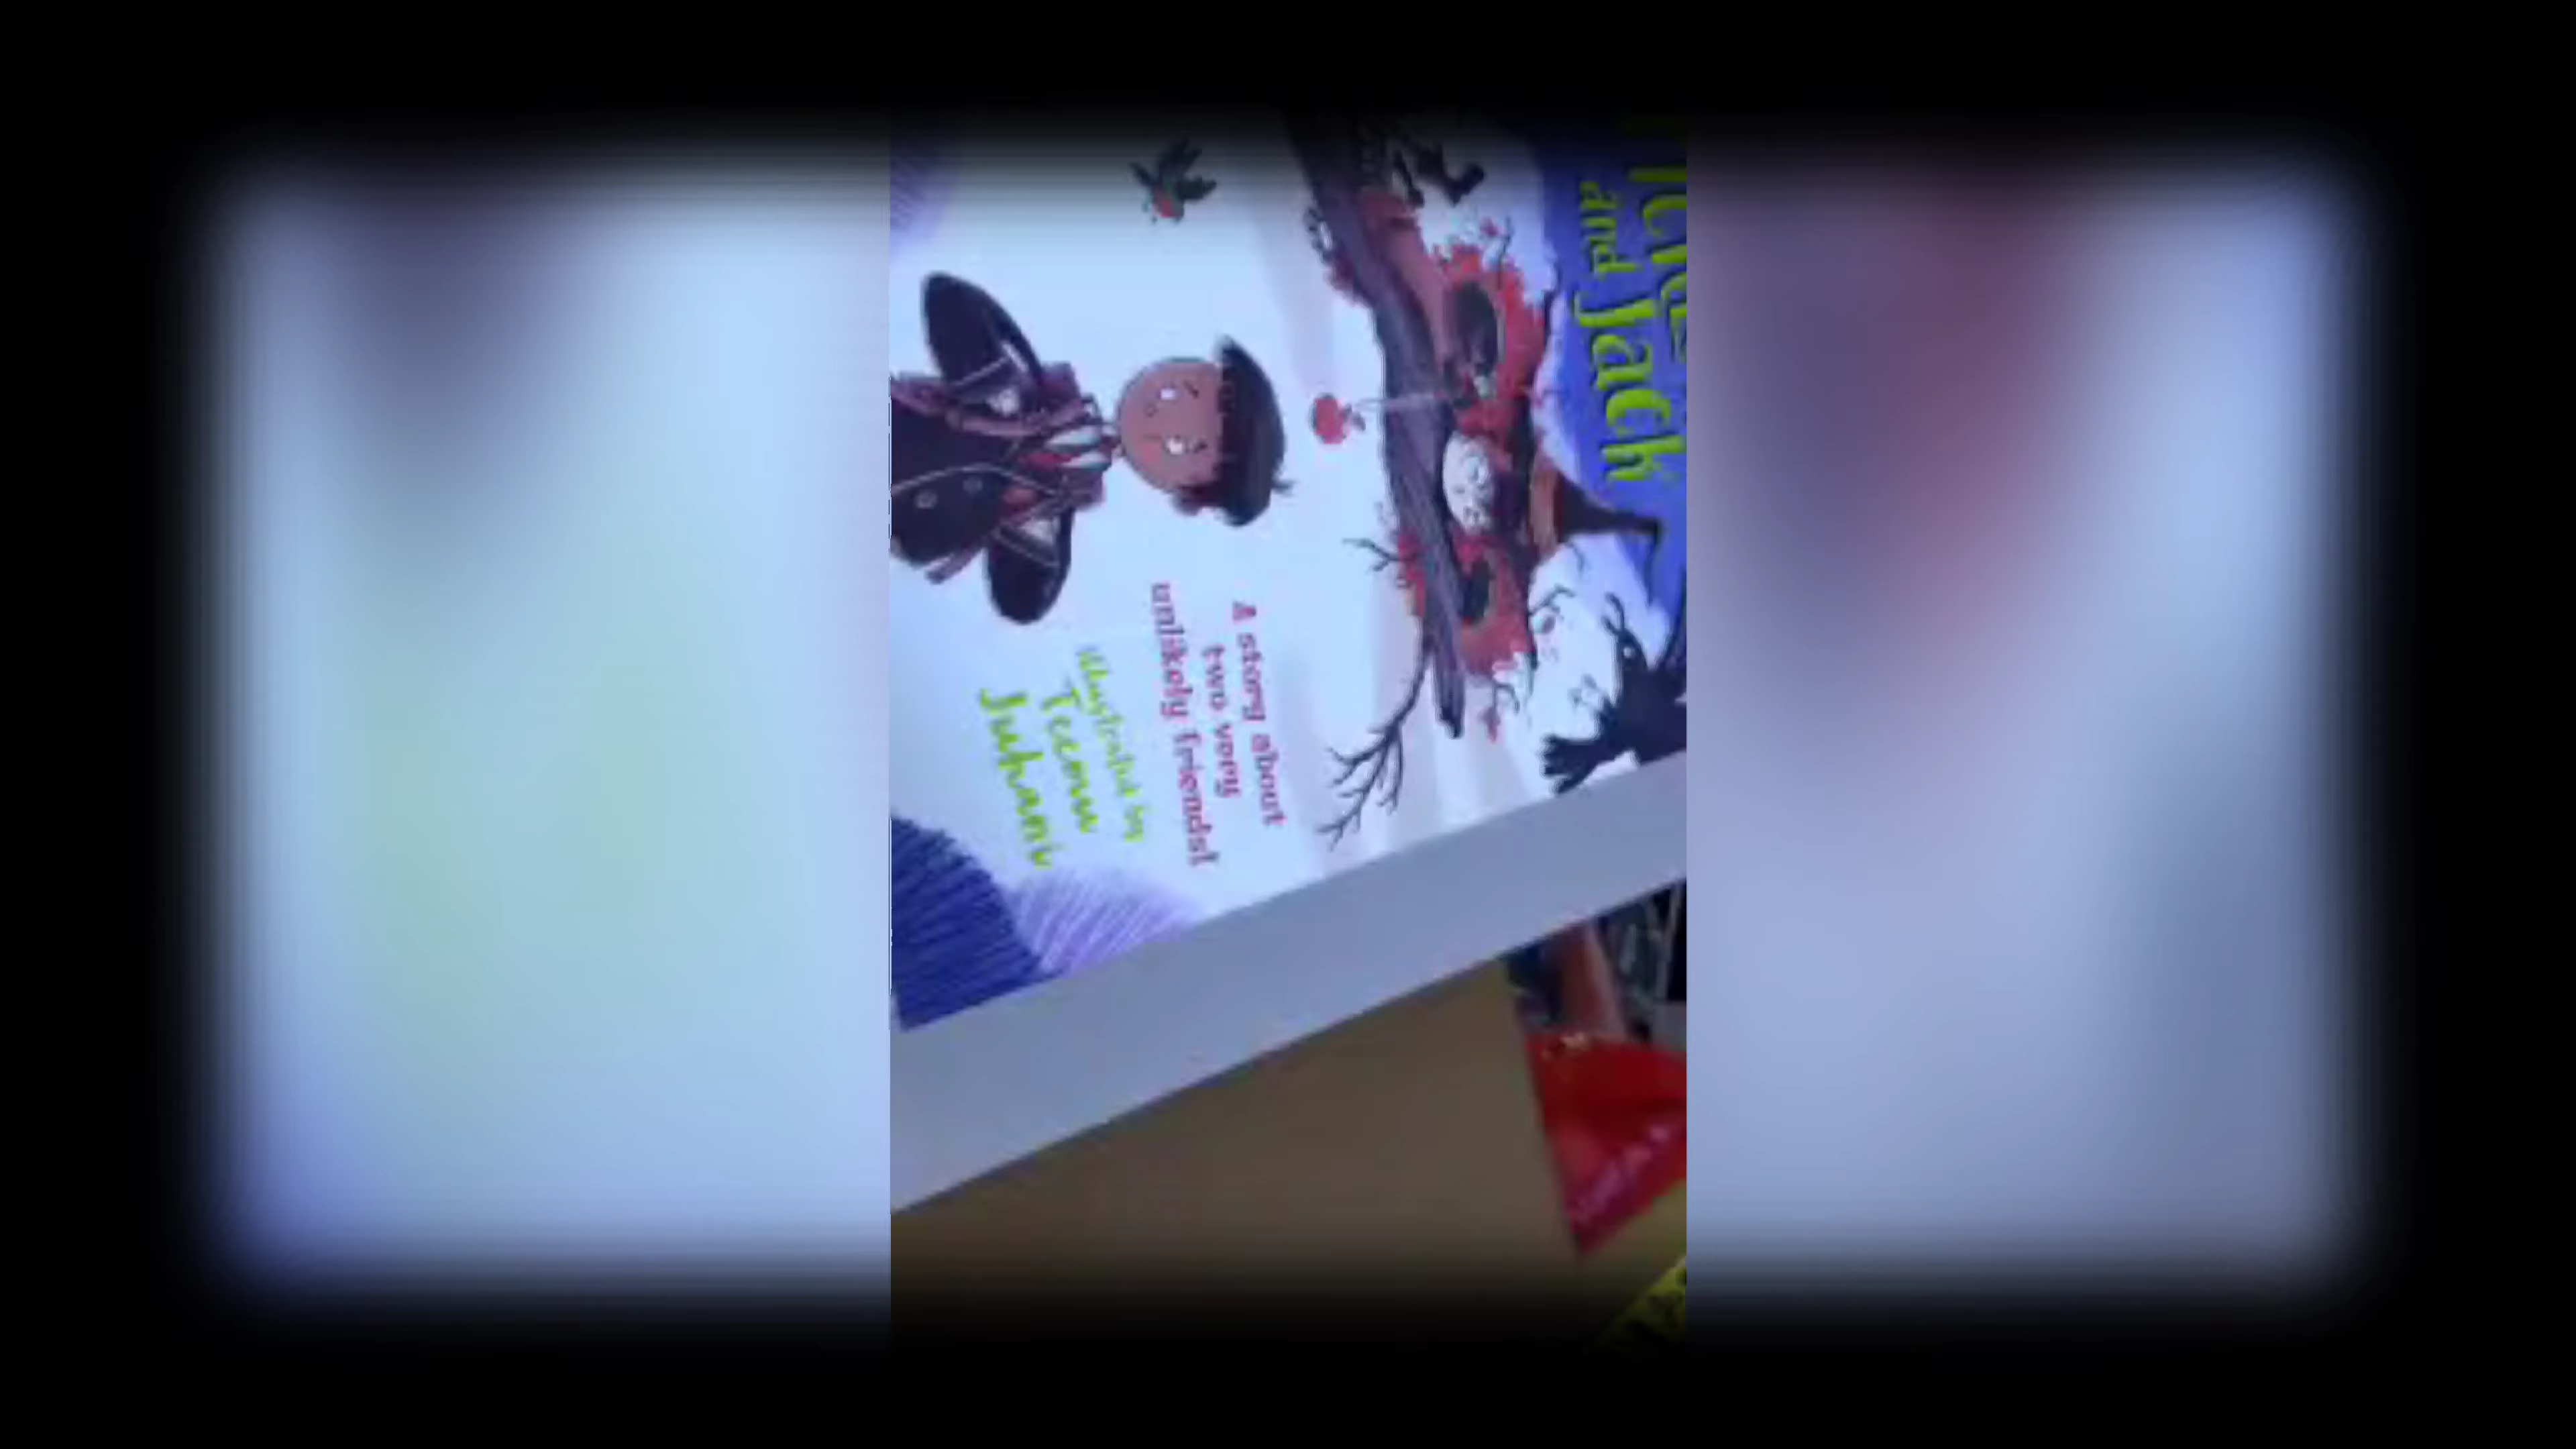 and Jack
A story about
two very
unlikely friends!
Illustrated by
Teemu
Juhani